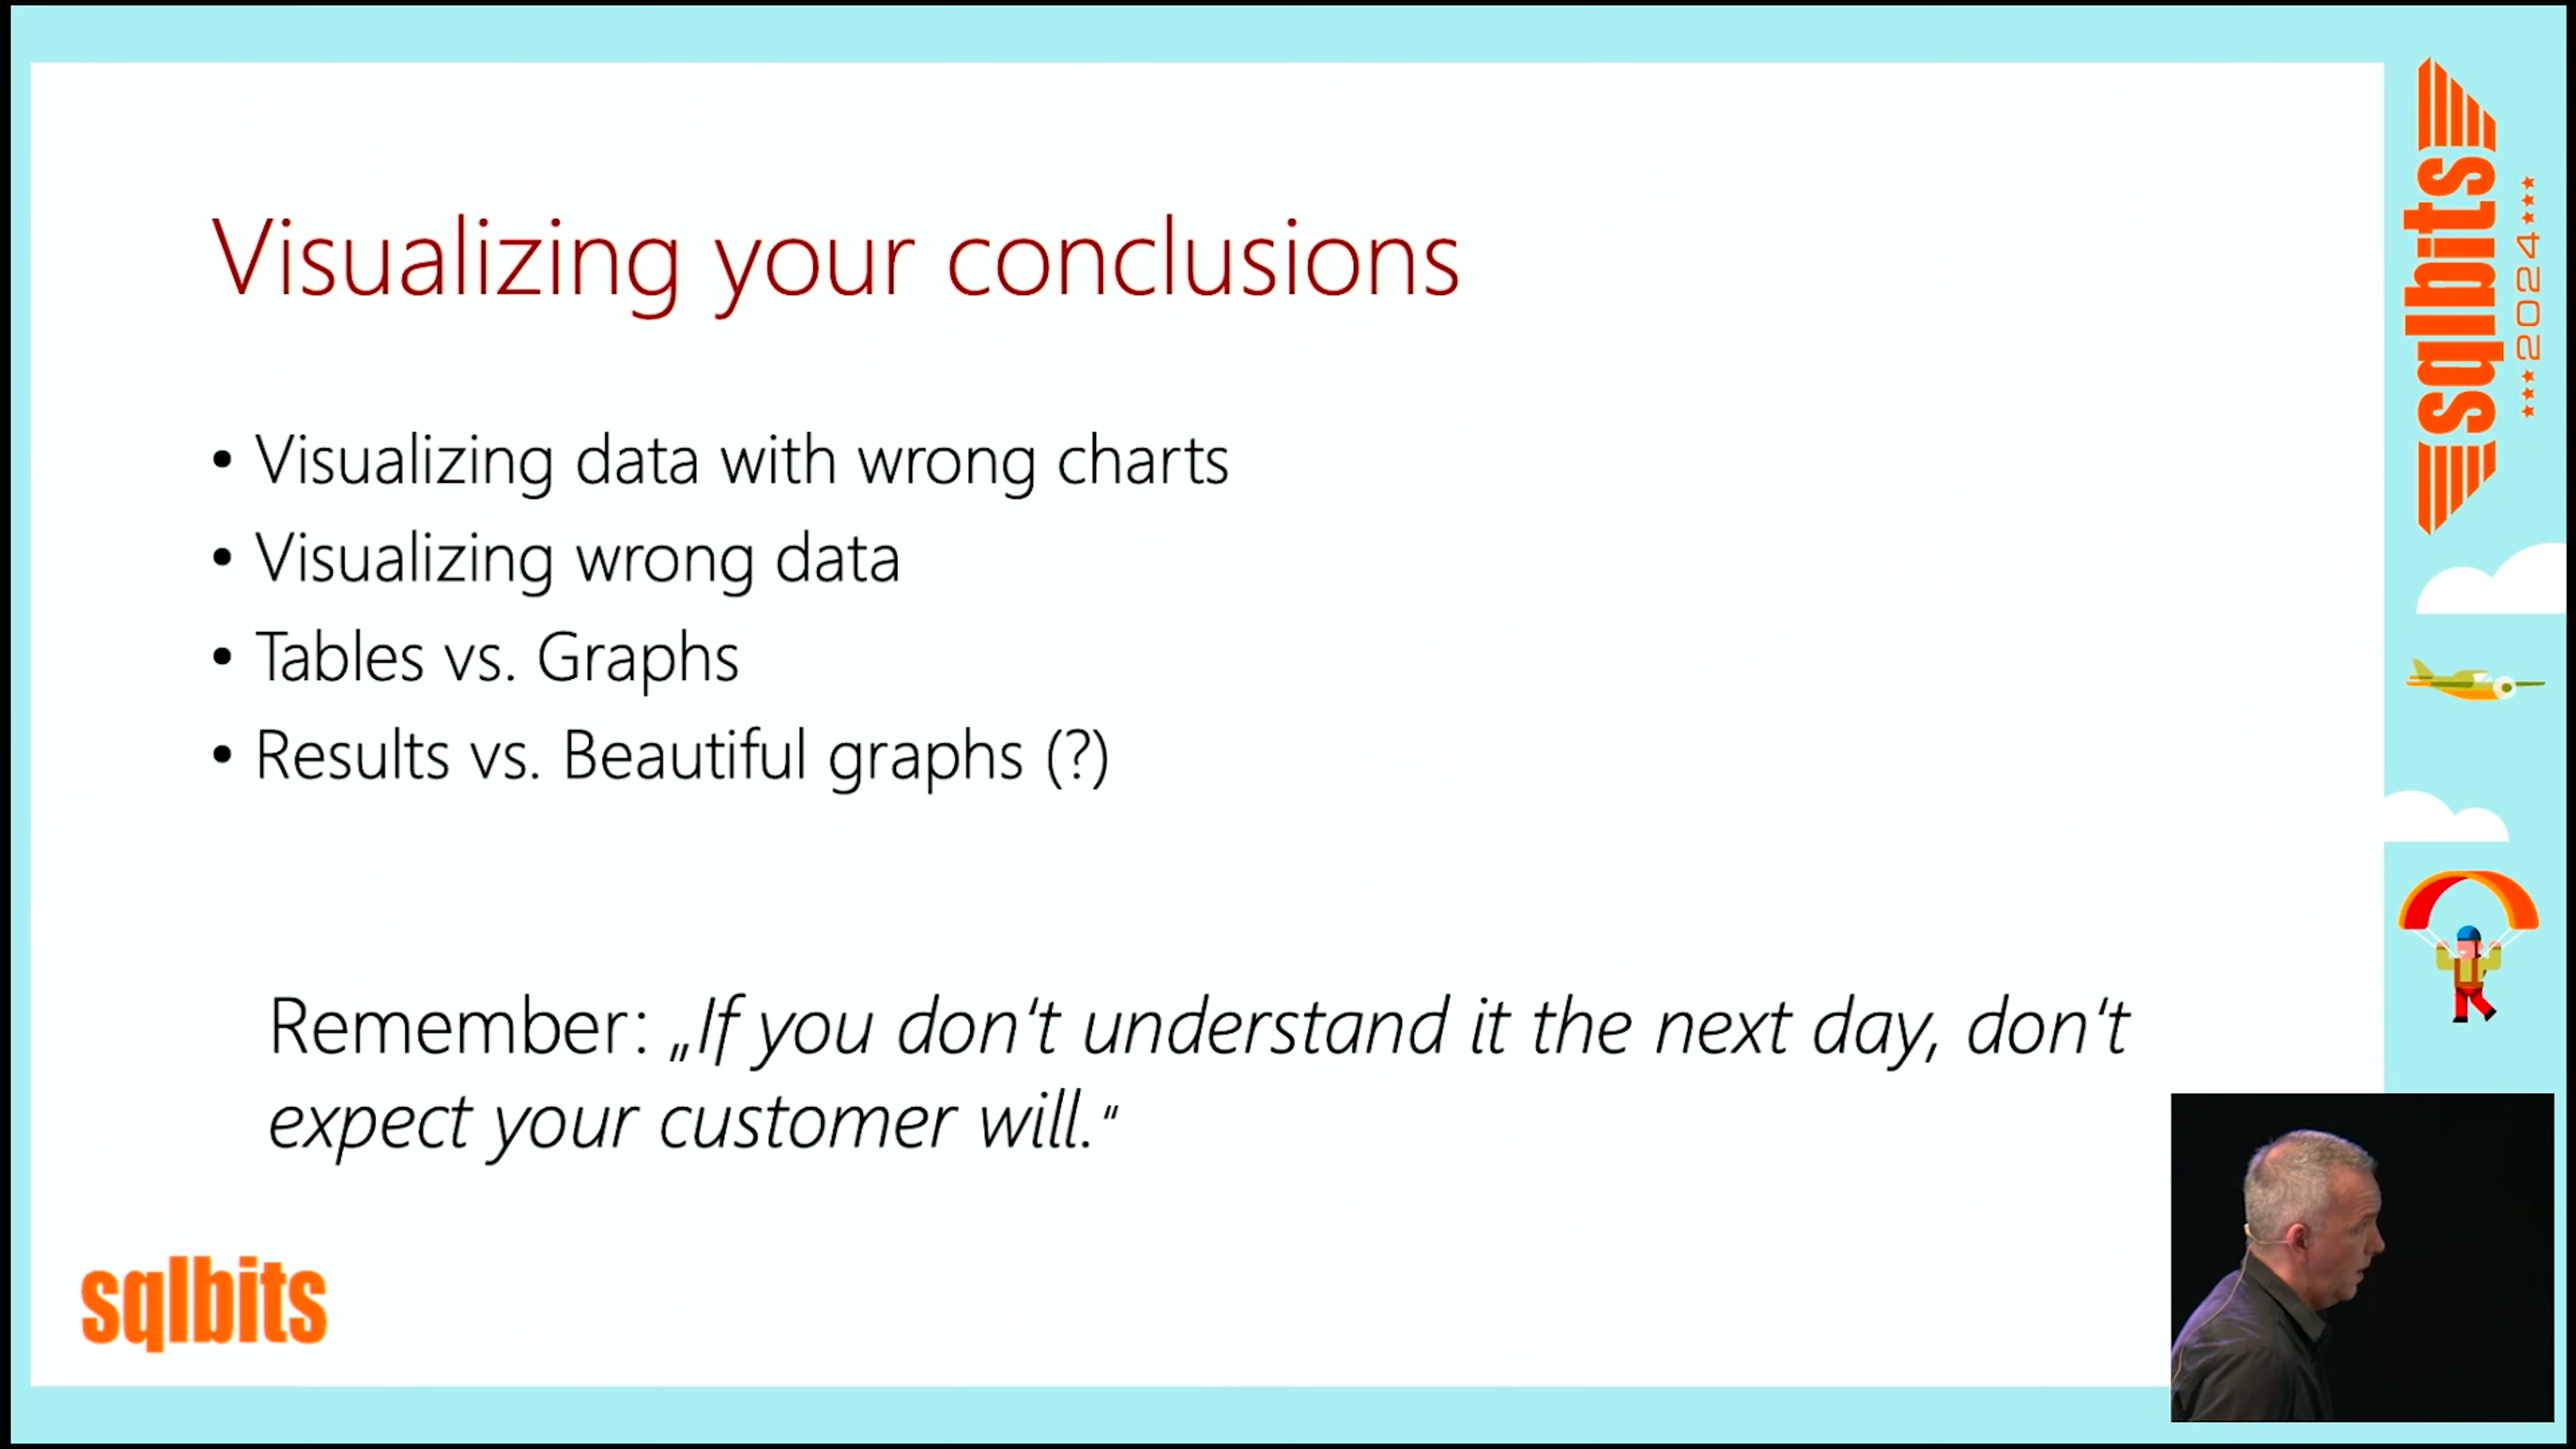 Visualizing your conclusions
• Visualizing data with wrong charts
• Visualizing wrong data
• Tables vs. Graphs
• Results vs. Beautiful graphs (?)
Remember: „If you don‘t understand it the next day, don‘t
expect your customer will.“
sqlbits
sqlbits
2024